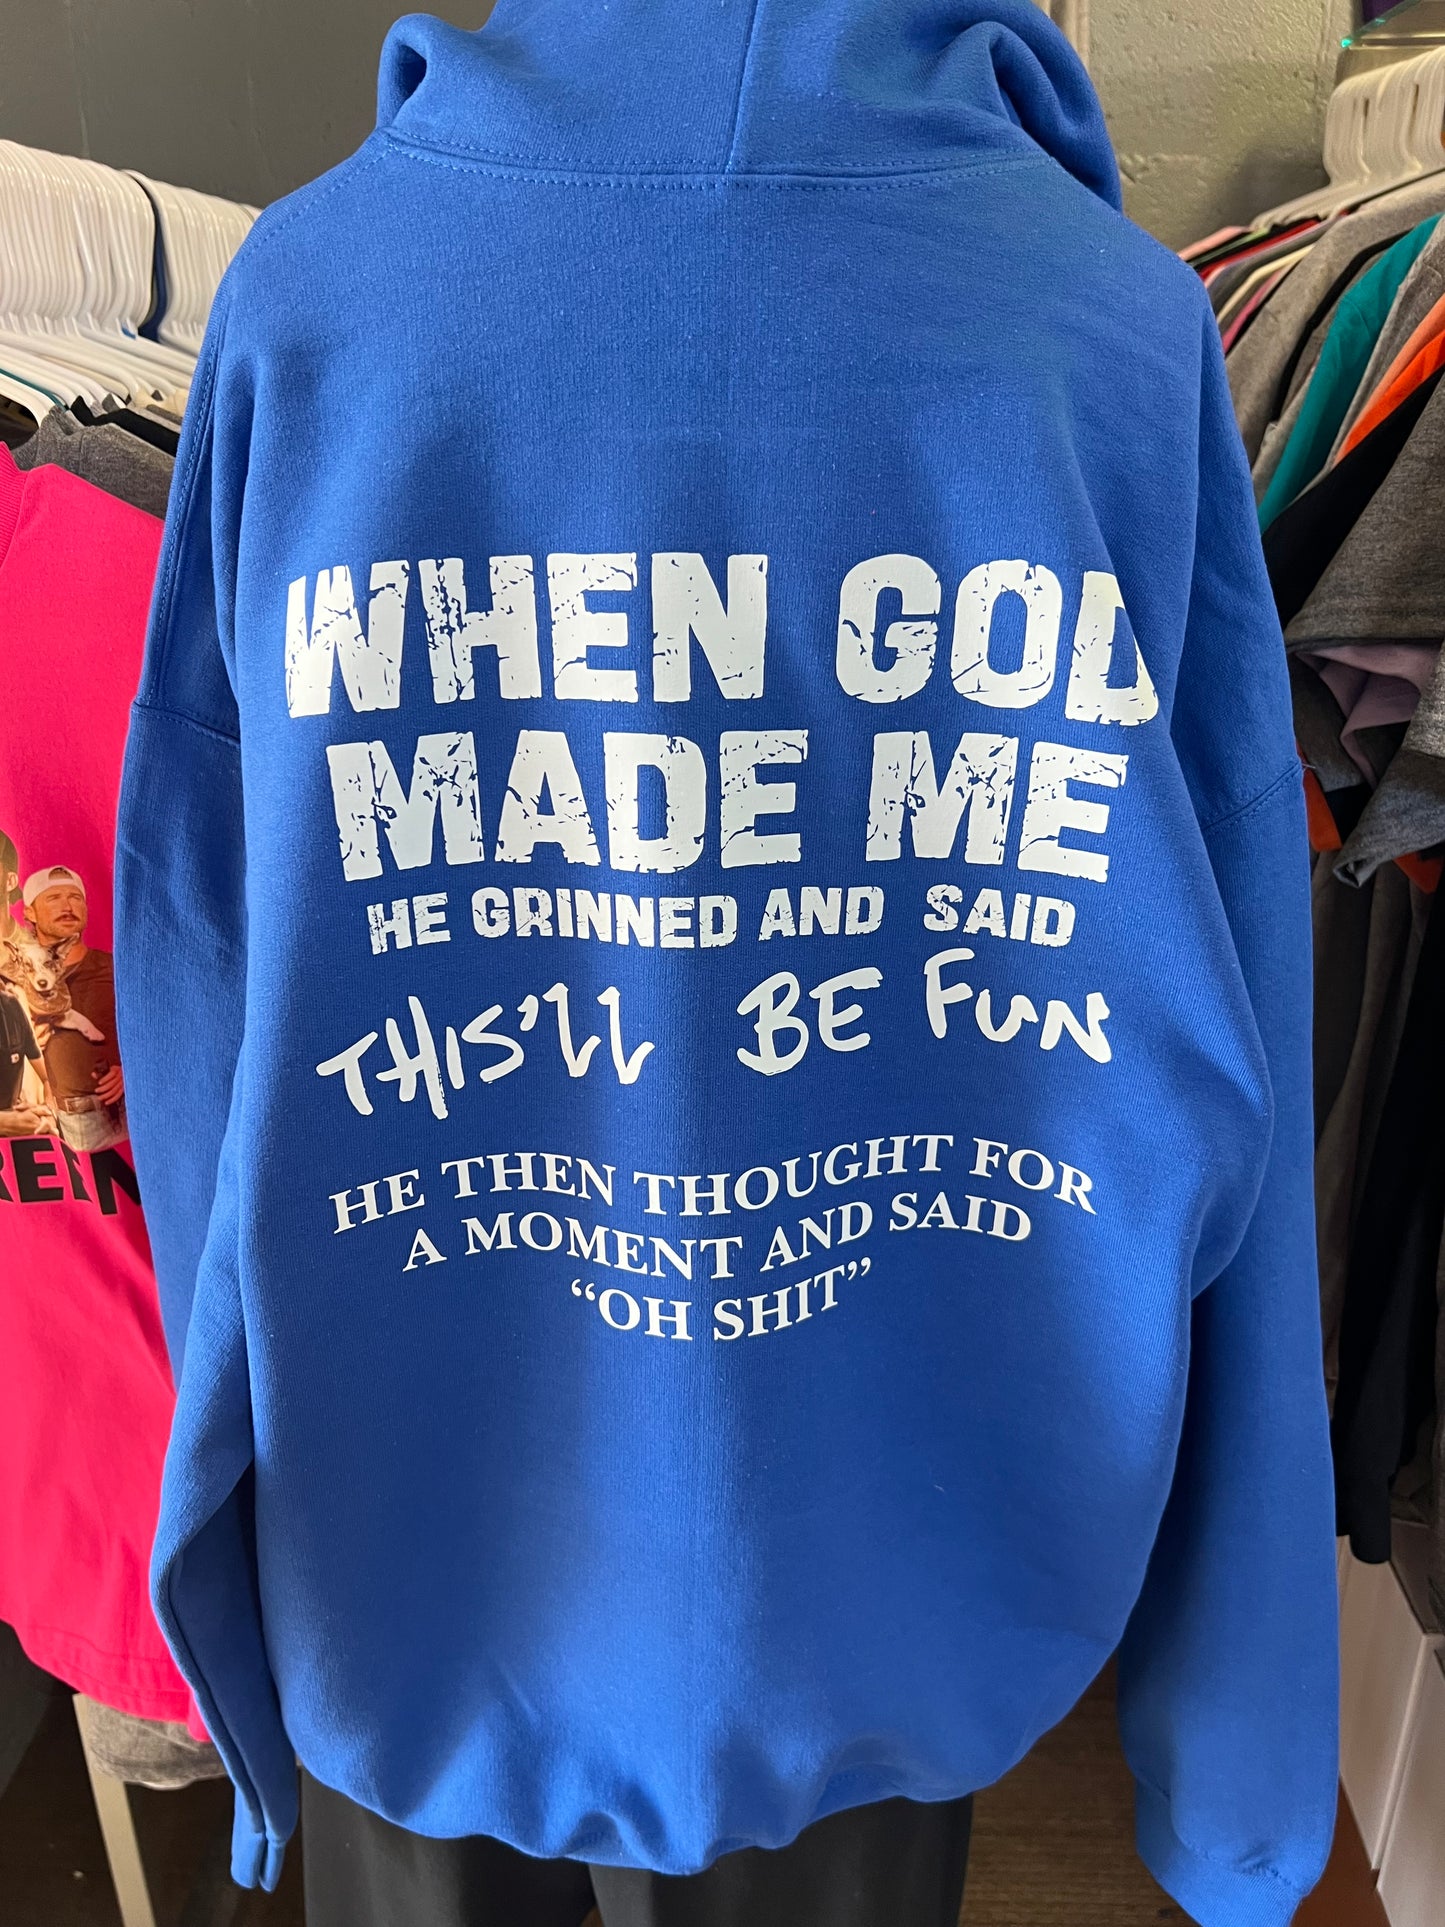 WHEN GOD
MADE ME
HE GRINNED AND SAID
THIS'LL BE FUN
HE THEN THOUGHT FOR
A MOMENT AND SAID
“OH SHIT”